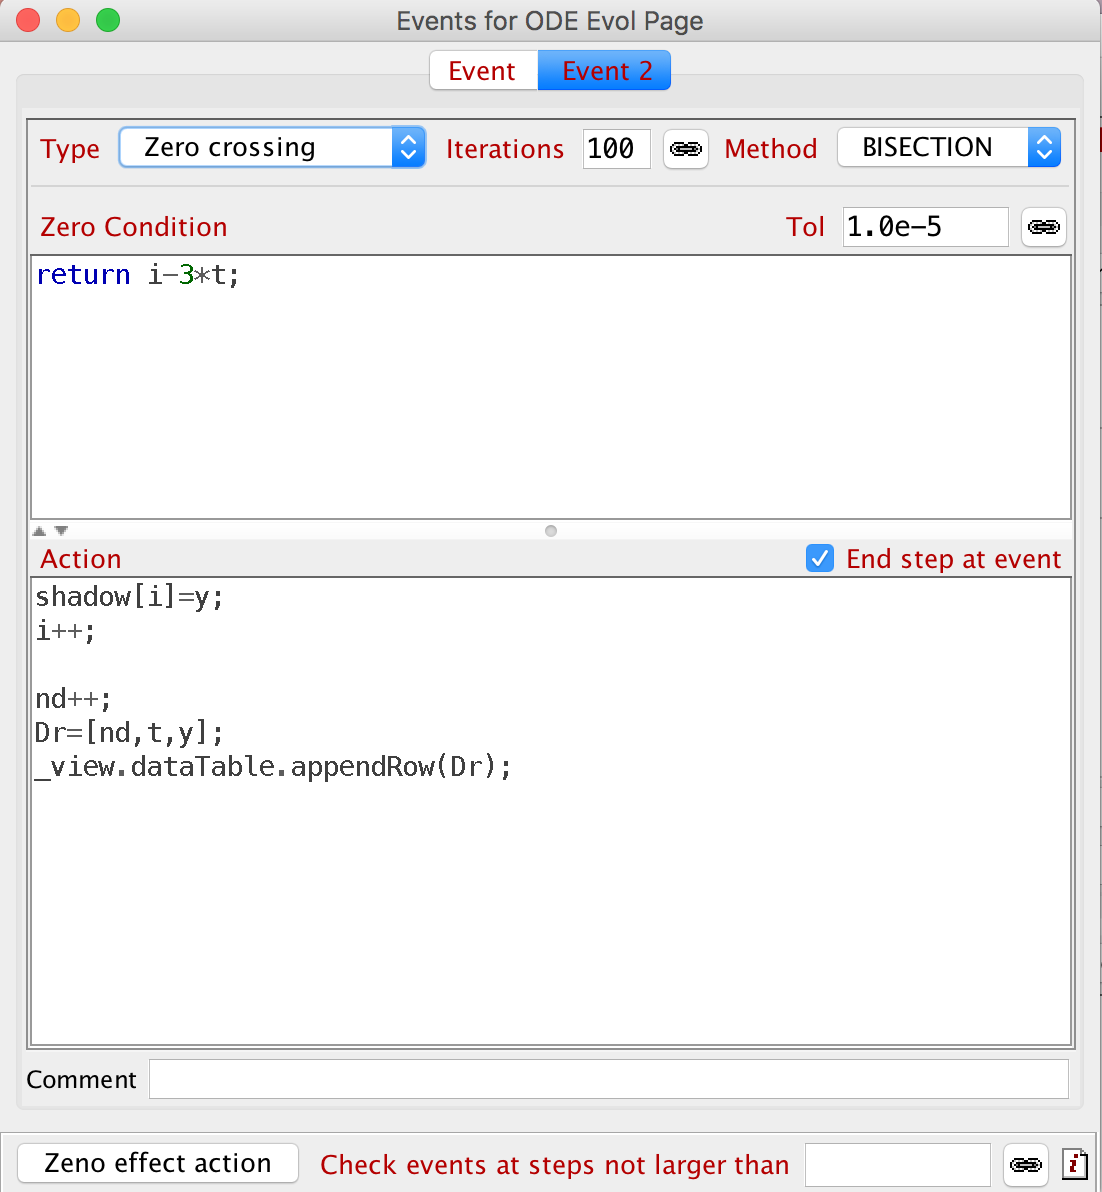 Events for ODE Evol Page
Event Event 2
Type Zero crossing Iterations 100 Method BISECTION
Zero Condition Tol 1.0e-5
return i-3*t;
Action End step at event
shadow[i]=y;
i++;
nd++;
Dr=[nd,t,y];
_view.dataTable.appendRow(Dr);
Comment
Zeno effect action Check events at steps not larger than i